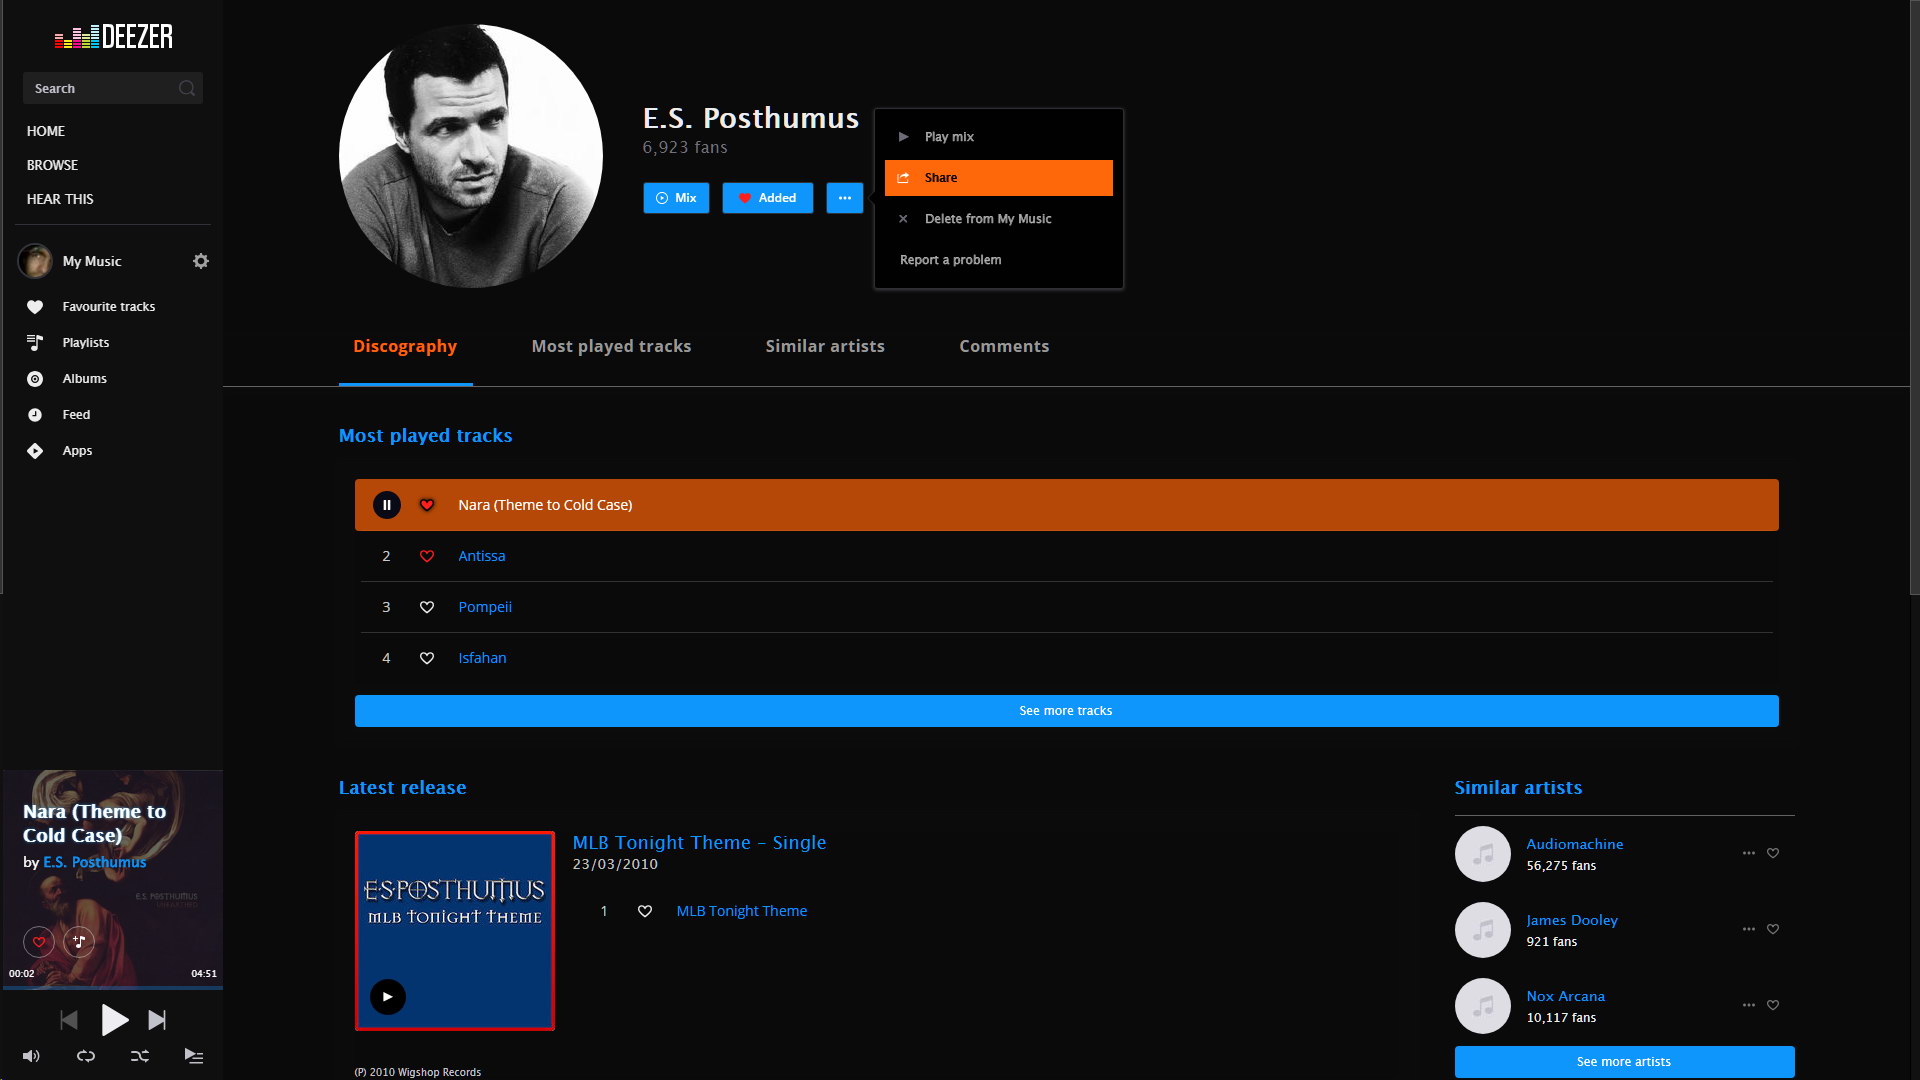 DEEZER
Search
HOME
BROWSE
HEAR THIS
My Music
Favourite tracks
Playlists
Albums
Feed
Apps
Nara (Theme to
Cold Case)
by E.S. Posthumus
E.S. POSTHUMUS
00:02
04:51
E.S. Posthumus
6,923 fans
Mix
Added
Play mix
Share
Delete from My Music
Report a problem
Discography
Most played tracks
Similar artists
Comments
Most played tracks
Nara (Theme to Cold Case)
2 Antissa
3 Pompeii
4 Isfahan
See more tracks
Latest release
E·S·POSTHUMUS
MLB TONIGHT THEME
MLB Tonight Theme - Single
23/03/2010
1 MLB Tonight Theme
(P) 2010 Wigshop Records
Similar artists
Audiomachine
56,275 fans
James Dooley
921 fans
Nox Arcana
10,117 fans
See more artists